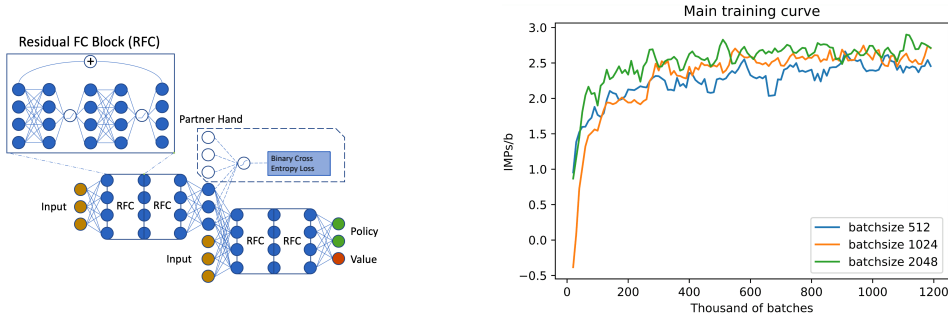 Residual FC Block (RFC)
+
Partner Hand
Binary Cross
Entropy Loss
Input
RFC
RFC
Input
RFC
RFC
Policy
Value
Main training curve
IMPs/b
3.0
2.5
2.0
1.5
1.0
0.5
0.0
−0.5
batchsize 512
batchsize 1024
batchsize 2048
0
200
400
600
800
1000
1200
Thousand of batches